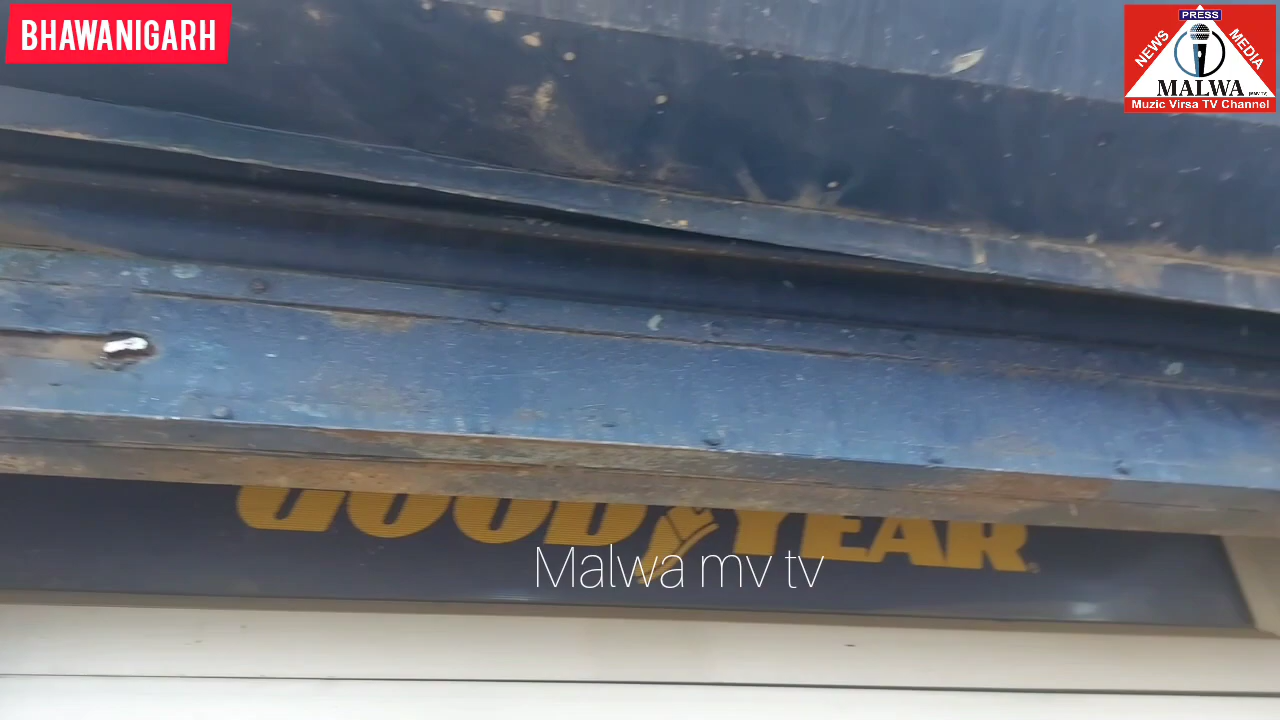 BHAWANIGARH
PRESS
NEWS
MEDIA
MALWA
Muzic Virsa TV Channel
GOODYEAR
Malwa mv tv